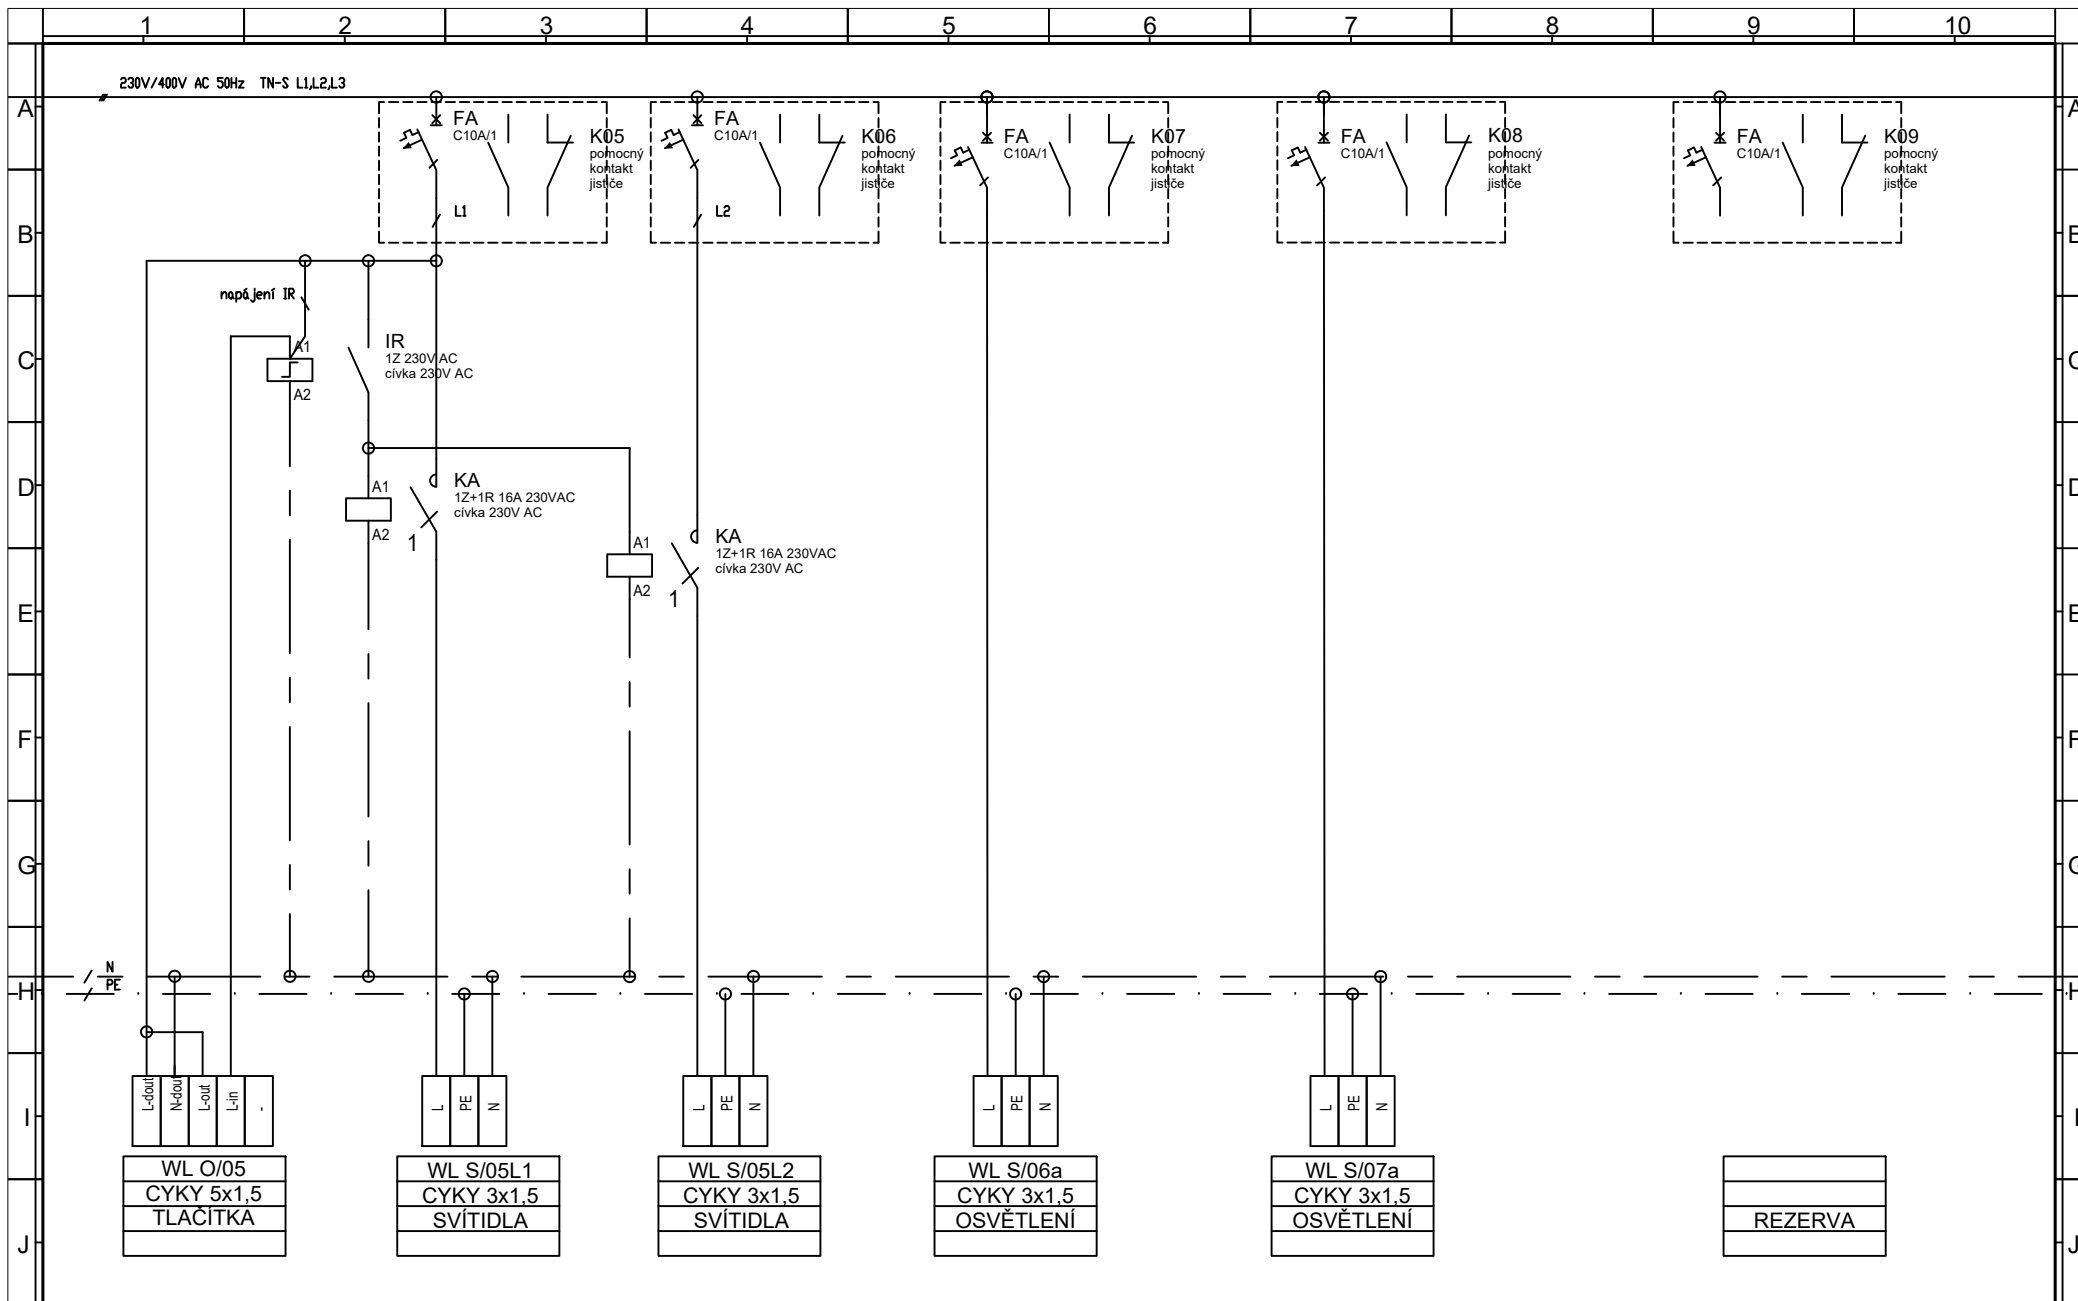 1 2 3 4 5 6 7 8 9 10
230V/400V AC 50Hz TN-S L1,L2,L3
A A
FA
C10A/1
K05
pomocný
kontakt
jističe
L1
FA
C10A/1
K06
pomocný
kontakt
jističe
L2
FA
C10A/1
K07
pomocný
kontakt
jističe
FA
C10A/1
K08
pomocný
kontakt
jističe
FA
C10A/1
K09
pomocný
kontakt
jističe
B B
napájení IR
C C
A1
A2
IR
1Z 230V AC
cívka 230V AC
D D
A1
A2
KA
1Z+1R 16A 230VAC
cívka 230V AC
1
A1
A2
KA
1Z+1R 16A 230VAC
cívka 230V AC
1
E E
F F
G G
N
PE
H H
L-dout N-dout L-out L-in -
L PE N
L PE N
L PE N
L PE N
I I
WL O/05
CYKY 5x1,5
TLAČÍTKA
WL S/05L1
CYKY 3x1,5
SVÍTIDLA
WL S/05L2
CYKY 3x1,5
SVÍTIDLA
WL S/06a
CYKY 3x1,5
OSVĚTLENÍ
WL S/07a
CYKY 3x1,5
OSVĚTLENÍ
REZERVA
J J